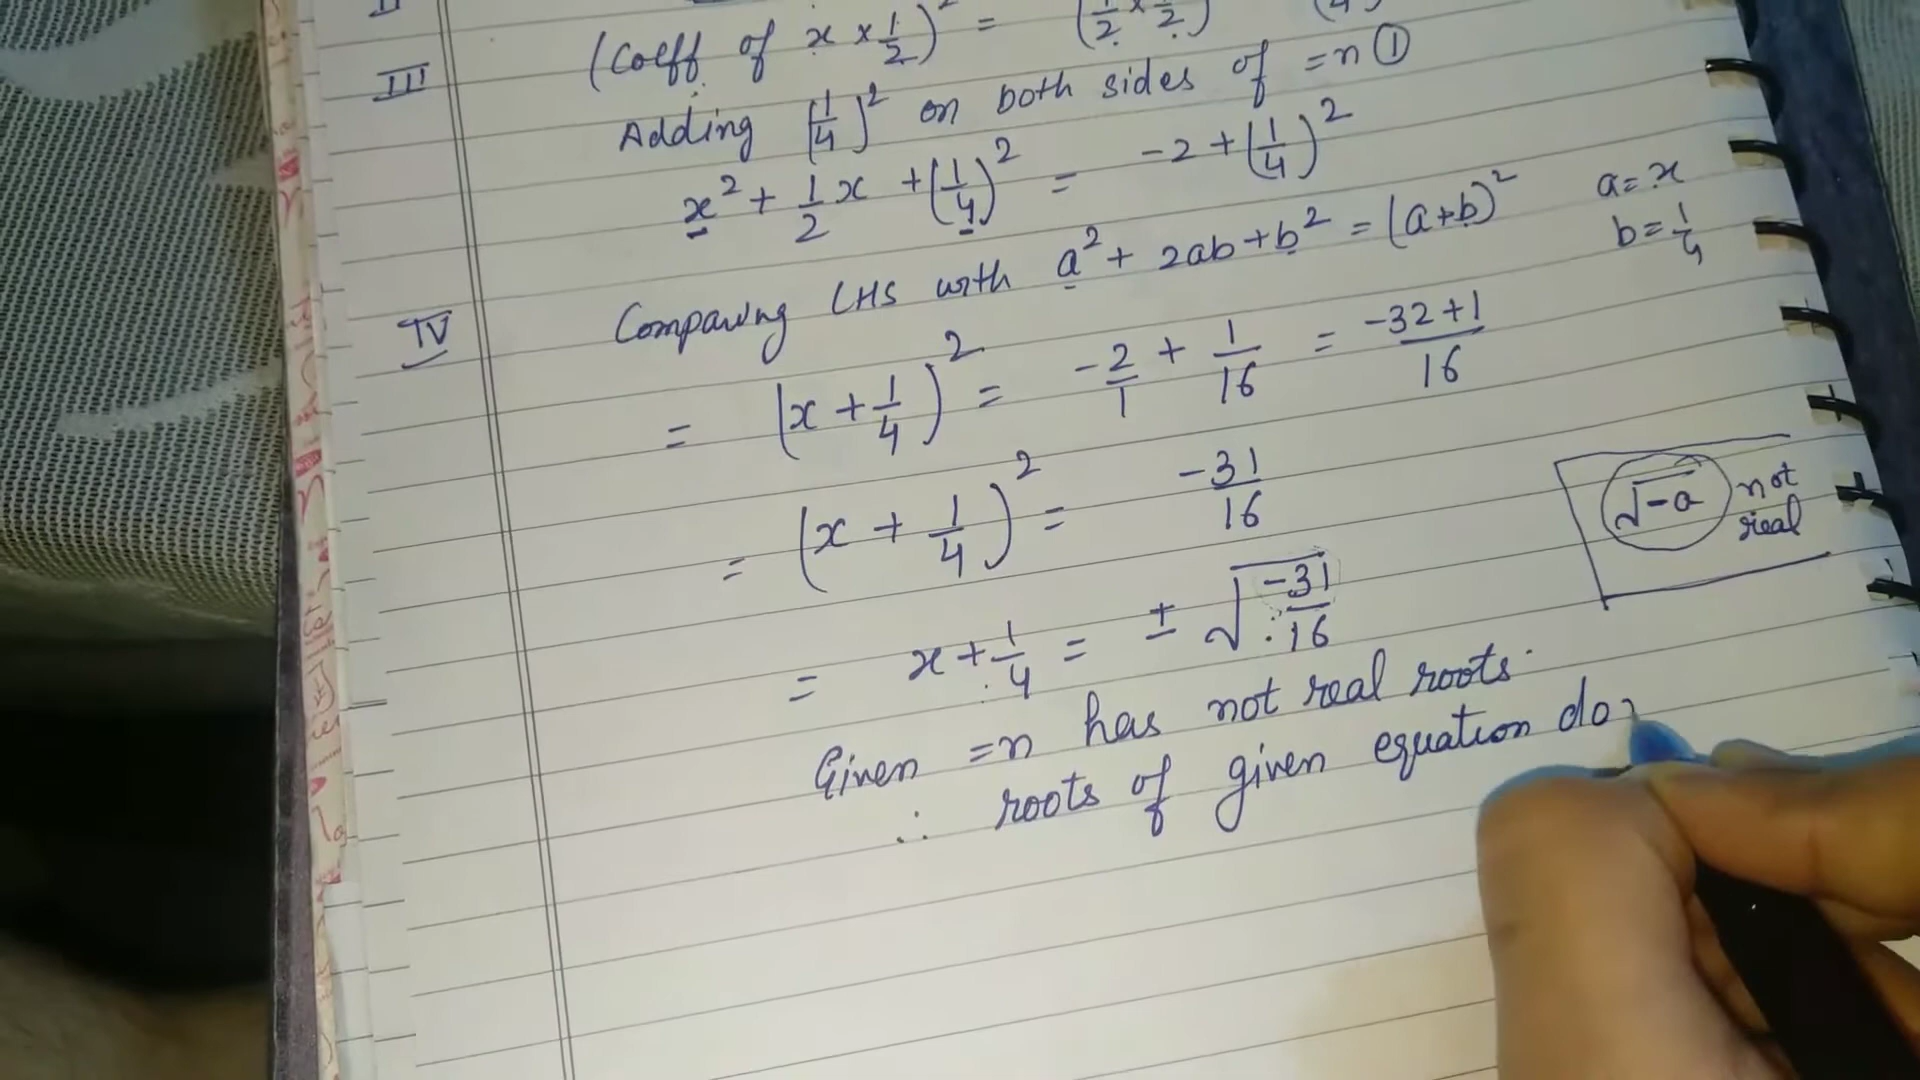 II
(Coeff of x × 1/2)² = (1/2 × 1/2)
III
Adding (1/4)² on both sides of =n ①
x² + 1/2 x + (1/4)² = -2 + (1/4)²
IV
Comparing LHS with a² + 2ab + b² = (a+b)²
a = x
b = 1/4
= (x + 1/4)² = -2/1 + 1/16 = -32+1/16
= (x + 1/4)² = -31/16
√-a not real
= x + 1/4 = ± √-31/16
Given =n has not real roots.
∴ roots of given equation do